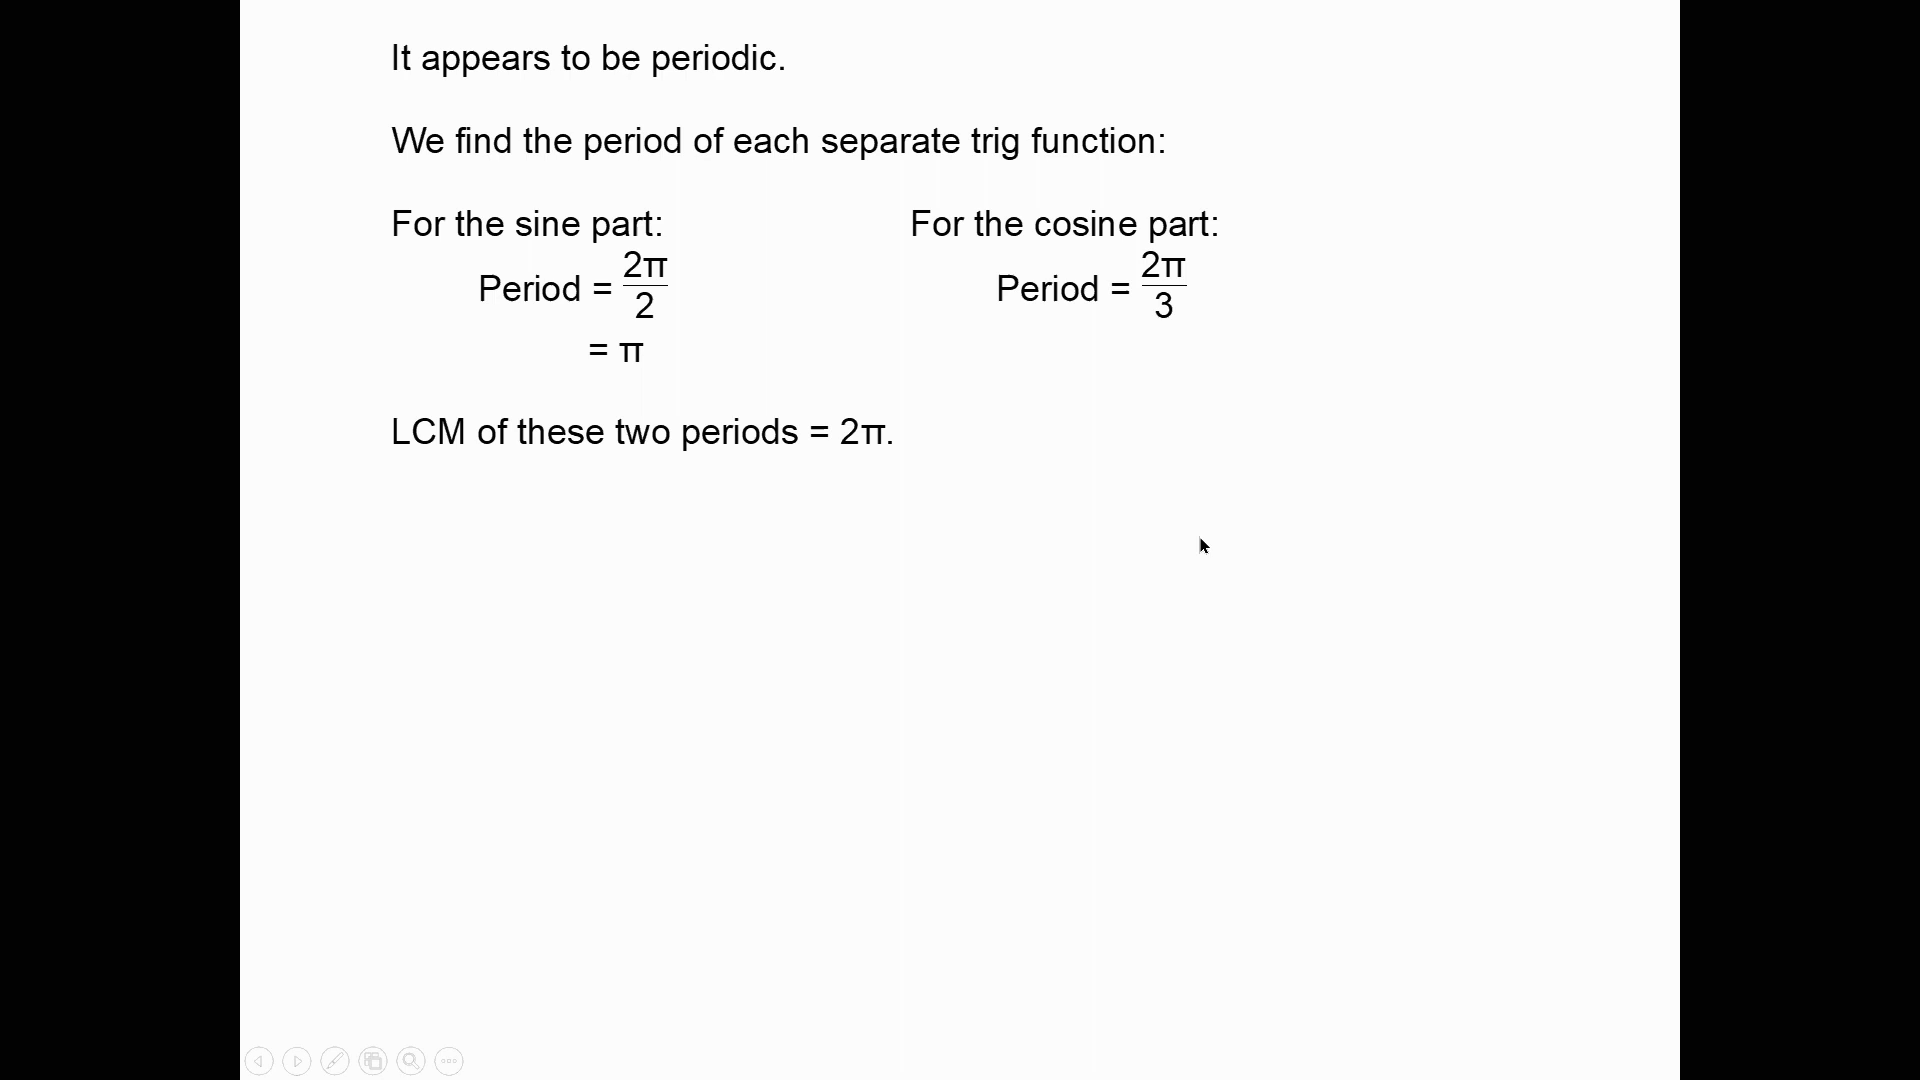 It appears to be periodic.
We find the period of each separate trig function:
For the sine part:
Period = 2π/2
= π
For the cosine part:
Period = 2π/3
LCM of these two periods = 2π.